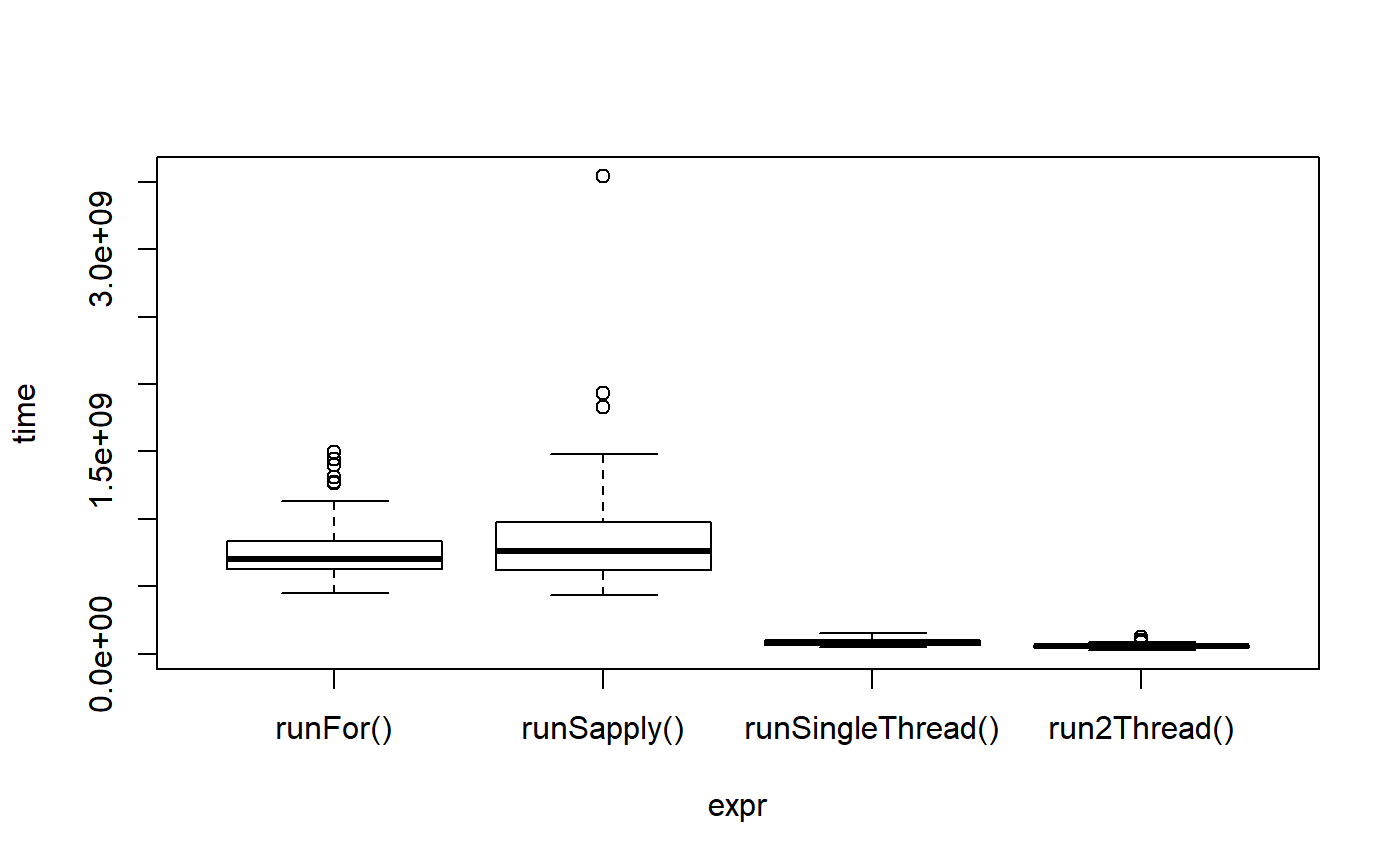 time
3.0e+09
1.5e+09
0.0e+00
runFor() runSapply() runSingleThread() run2Thread()
expr